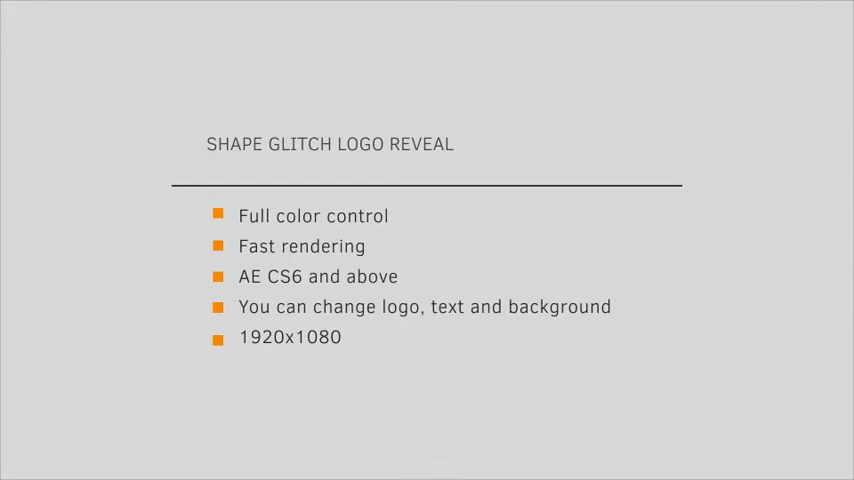 SHAPE GLITCH LOGO REVEAL
Full color control
Fast rendering
AE CS6 and above
You can change logo, text and background
1920x1080